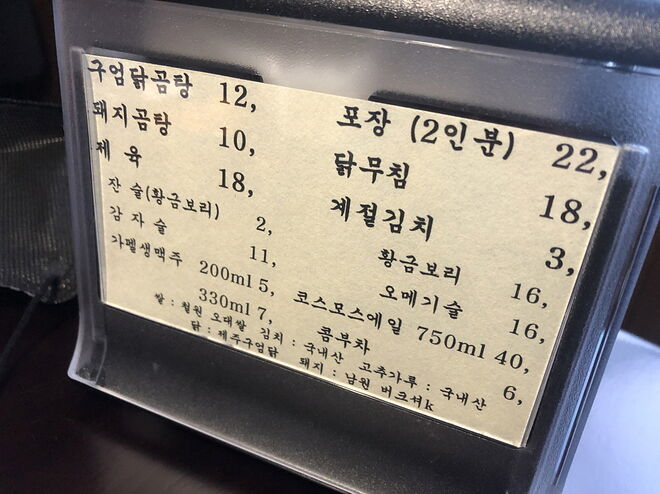 구엄닭곰탕 12,
돼지곰탕 10,
제 육 18,
잔 술(황금보리) 2,
감 자 술 11,
가펠생맥주 200ml 5,
330ml 7,
포장 (2인분) 22,
닭무침 18,
계절김치 3,
황금보리 16,
오메기술 16,
코스모스에일 750ml 40,
콤부차 6,
쌀 : 철원 오대쌀 김치 : 국내산 고추가루 : 국내산
닭 : 제주구엄닭 돼지 : 남원 버크셔k